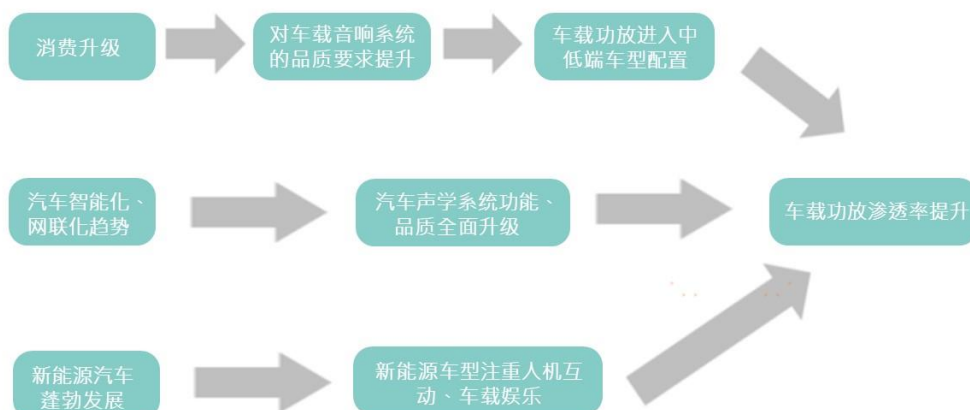 消费升级
对车载音响系统
的品质要求提升
车载功放进入中
低端车型配置
汽车智能化、
网联化趋势
汽车声学系统功能、
品质全面升级
车载功放渗透率提升
新能源汽车
蓬勃发展
新能源车型注重人机互
动、车载娱乐